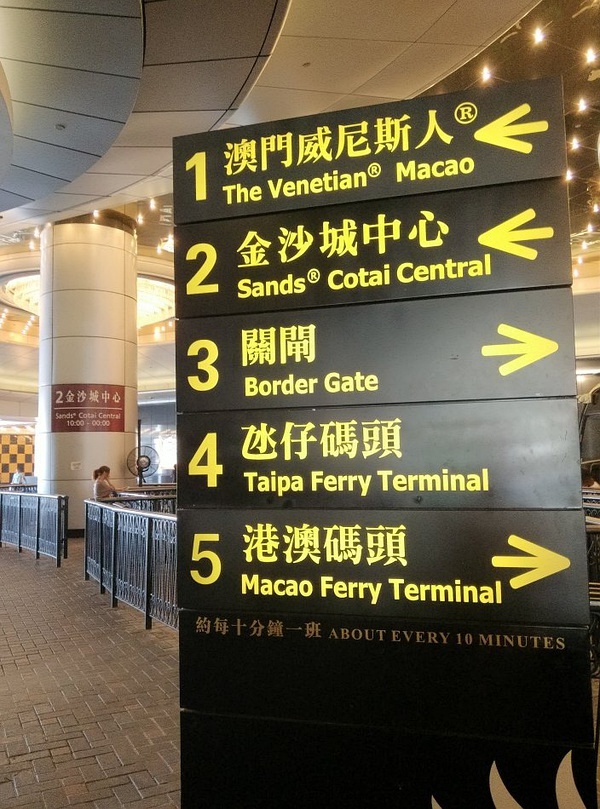 1 澳門威尼斯人®
The Venetian® Macao
2 金沙城中心
Sands® Cotai Central
3 關閘
Border Gate
4 氹仔碼頭
Taipa Ferry Terminal
5 港澳碼頭
Macao Ferry Terminal
約每十分鐘一班 ABOUT EVERY 10 MINUTES
2金沙城中心
Sands® Cotai Central
10:00 - 00:00